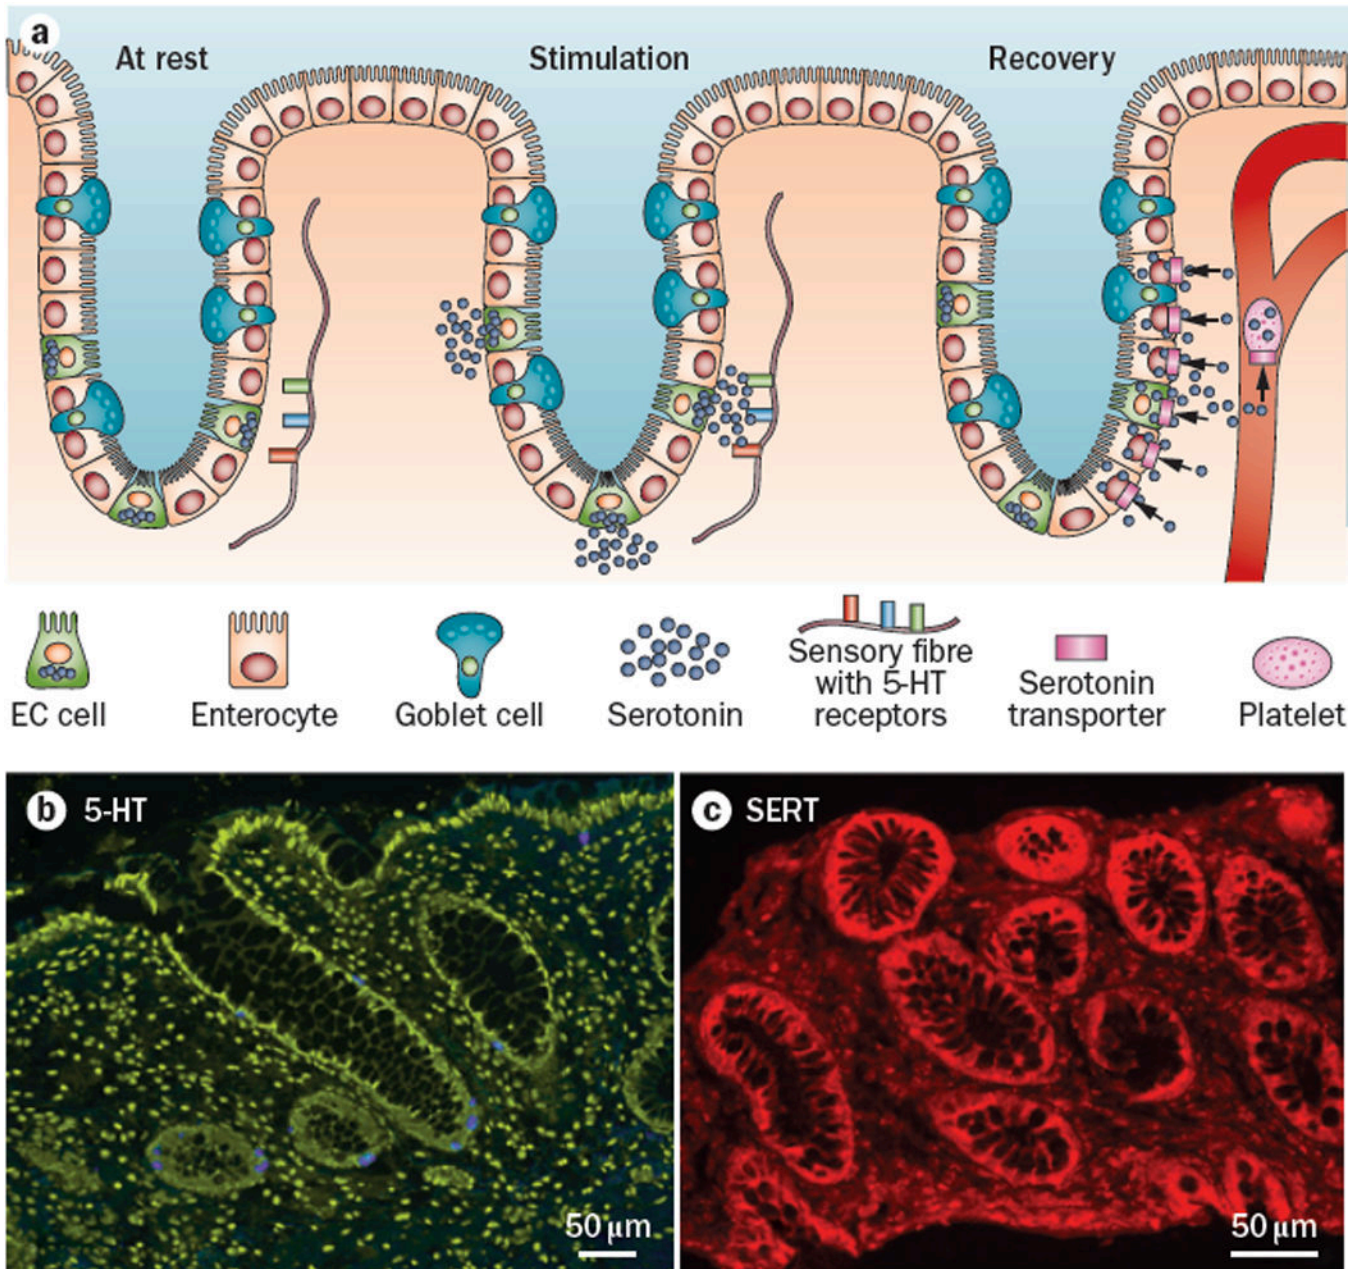 a
At rest
Stimulation
Recovery
EC cell
Enterocyte
Goblet cell
Serotonin
Sensory fibre
with 5-HT
receptors
Serotonin
transporter
Platelet
b 5-HT
50 µm
c SERT
50 µm